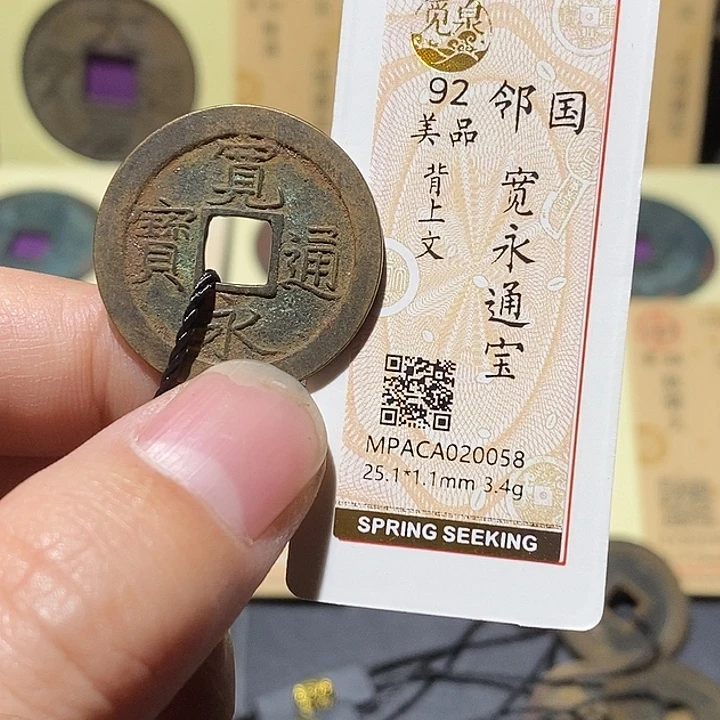 寬永通寳
觅泉
92
美品
背上文
邻国
宽永通宝
MPACA020058
25.1*1.1mm 3.4g
SPRING SEEKING